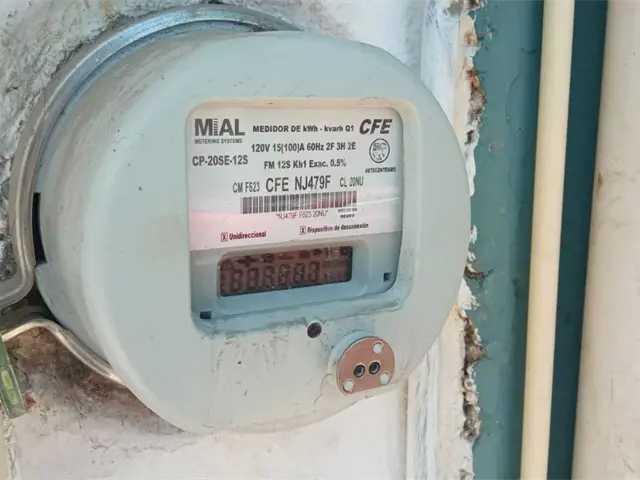 MIAL
METERING SYSTEMS
MEDIDOR DE kWh - kvarh Q1
CFE
120V 15(100)A 60Hz 2F 3H 2E
CP-20SE-12S
FM 12S Kh1 Exac. 0.5%
CM F623 CFE NJ479F CL 20NU
*NJ479F F623 20NU*
MEXICO
X Unidireccional
X Dispositivo de desconexión